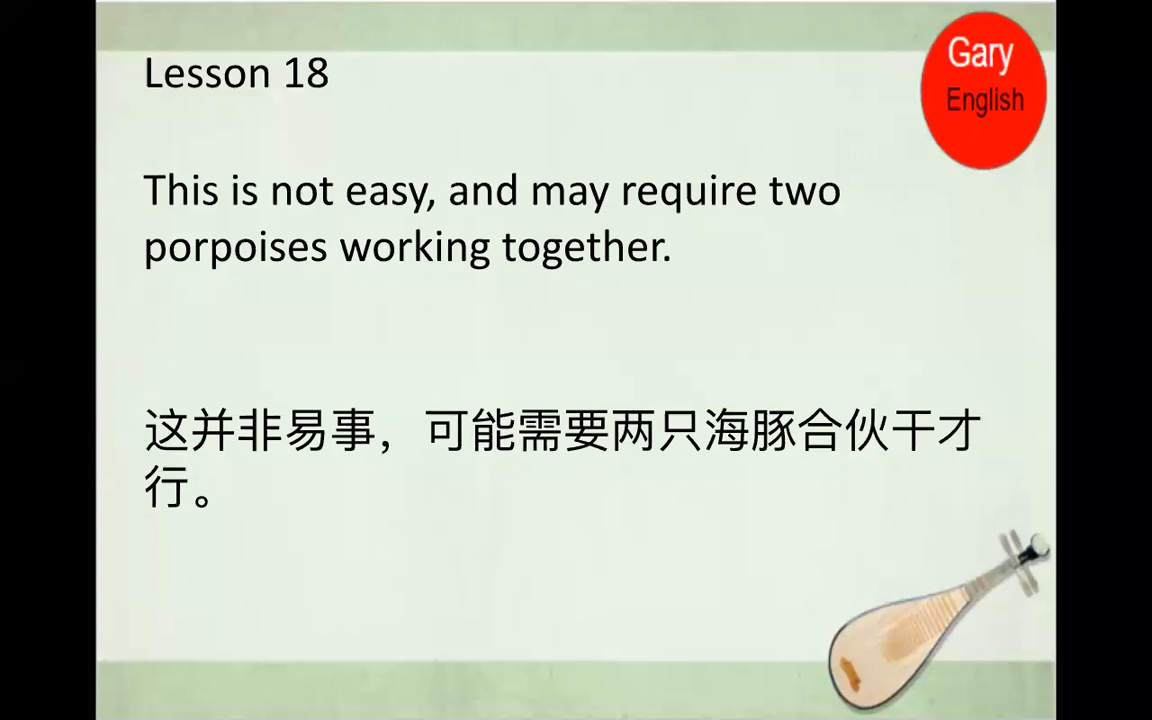 Lesson 18
Gary
English
This is not easy, and may require two
porpoises working together.
这并非易事，可能需要两只海豚合伙干才
行。